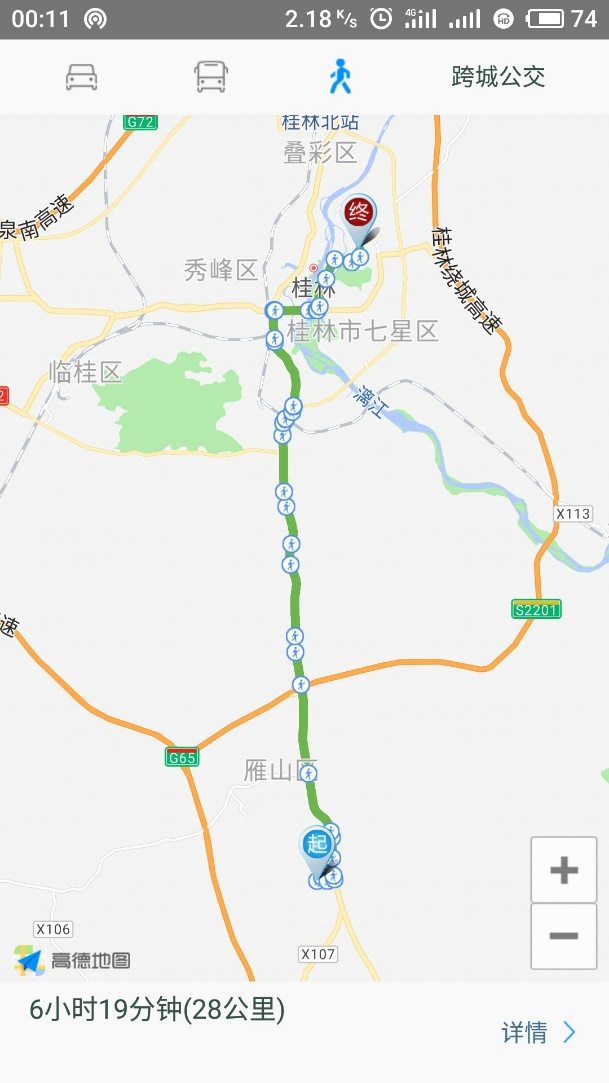 00:11
2.18 K/s
4G
HD
74
跨城公交
G72
桂林北站
叠彩区
泉南高速
终
桂林绕城高速
秀峰区
桂林
桂林市七星区
临桂区
2
漓江
X113
S2201
速
G65
雁山区
起
X106
X107
高德地图
6小时19分钟(28公里)
详情